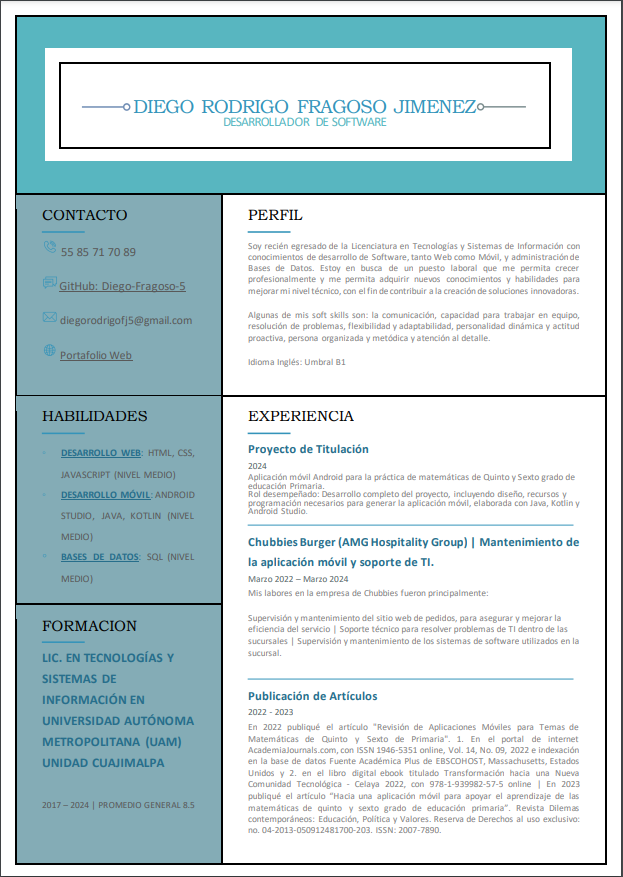 DIEGO RODRIGO FRAGOSO JIMENEZ
DESARROLLADOR DE SOFTWARE
CONTACTO
55 85 71 70 89
GitHub: Diego-Fragoso-5
diegorodrigofj5@gmail.com
Portafolio Web
PERFIL
Soy recién egresado de la Licenciatura en Tecnologías y Sistemas de Información con
conocimientos de desarrollo de Software, tanto Web como Móvil, y administración de
Bases de Datos. Estoy en busca de un puesto laboral que me permita crecer
profesionalmente y me permita adquirir nuevos conocimientos y habilidades para
mejorar mi nivel técnico, con el fin de contribuir a la creación de soluciones innovadoras.
Algunas de mis soft skills son: la comunicación, capacidad para trabajar en equipo,
resolución de problemas, flexibilidad y adaptabilidad, personalidad dinámica y actitud
proactiva, persona organizada y metódica y atención al detalle.
Idioma Inglés: Umbral B1
HABILIDADES
DESARROLLO WEB: HTML, CSS,
JAVASCRIPT (NIVEL MEDIO)
DESARROLLO MÓVIL: ANDROID
STUDIO, JAVA, KOTLIN (NIVEL
MEDIO)
BASES DE DATOS: SQL (NIVEL
MEDIO)
FORMACION
LIC. EN TECNOLOGÍAS Y
SISTEMAS DE
INFORMACIÓN EN
UNIVERSIDAD AUTÓNOMA
METROPOLITANA (UAM)
UNIDAD CUAJIMALPA
2017 – 2024 | PROMEDIO GENERAL 8.5
EXPERIENCIA
Proyecto de Titulación
2024
Aplicación móvil Android para la práctica de matemáticas de Quinto y Sexto grado de
educación Primaria.
Rol desempeñado: Desarrollo completo del proyecto, incluyendo diseño, recursos y
programación necesarios para generar la aplicación móvil, elaborada con Java, Kotlin y
Android Studio.
Chubbies Burger (AMG Hospitality Group) | Mantenimiento de
la aplicación móvil y soporte de TI.
Marzo 2022 – Marzo 2024
Mis labores en la empresa de Chubbies fueron principalmente:
Supervisión y mantenimiento del sitio web de pedidos, para asegurar y mejorar la
eficiencia del servicio | Soporte técnico para resolver problemas de TI dentro de las
sucursales | Supervisión y mantenimiento de los sistemas de software utilizados en la
sucursal.
Publicación de Artículos
2022 - 2023
En 2022 publiqué el artículo "Revisión de Aplicaciones Móviles para Temas de
Matemáticas de Quinto y Sexto de Primaria". 1. En el portal de internet
AcademiaJournals.com, con ISSN 1946-5351 online, Vol. 14, No. 09, 2022 e indexación
en la base de datos Fuente Académica Plus de EBSCOHOST, Massachusetts, Estados
Unidos y 2. en el libro digital ebook titulado Transformación hacia una Nueva
Comunidad Tecnológica - Celaya 2022, con 978-1-939982-57-5 online | En 2023
publiqué el artículo "Hacia una aplicación móvil para apoyar el aprendizaje de las
matemáticas de quinto y sexto grado de educación primaria". Revista Dilemas
contemporáneos: Educación, Política y Valores. Reserva de Derechos al uso exclusivo:
no. 04-2013-050912481700-203. ISSN: 2007-7890.